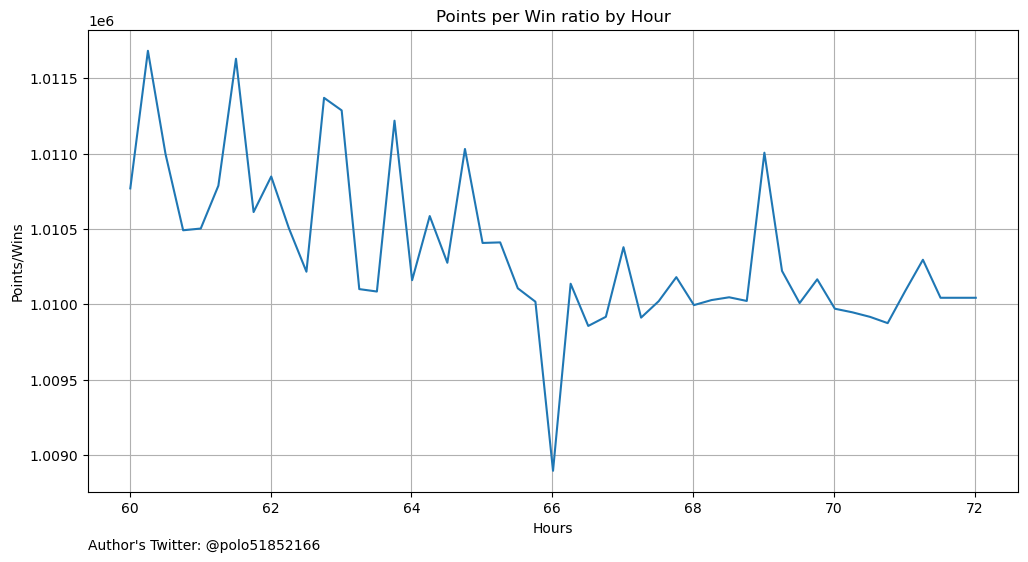 Points per Win ratio by Hour
1e6
1.0115
1.0110
1.0105
1.0100
1.0095
1.0090
Points/Wins
60 62 64 66 68 70 72
Hours
Author's Twitter: @polo51852166